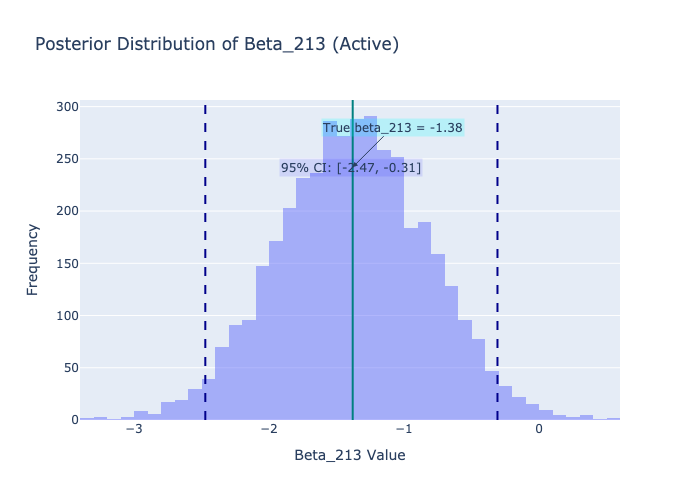 Posterior Distribution of Beta_213 (Active)
300
True beta_213 = -1.38
250
95% CI: [-2.47, -0.31]
200
150
100
50
0
Frequency
−3
−2
−1
0
Beta_213 Value